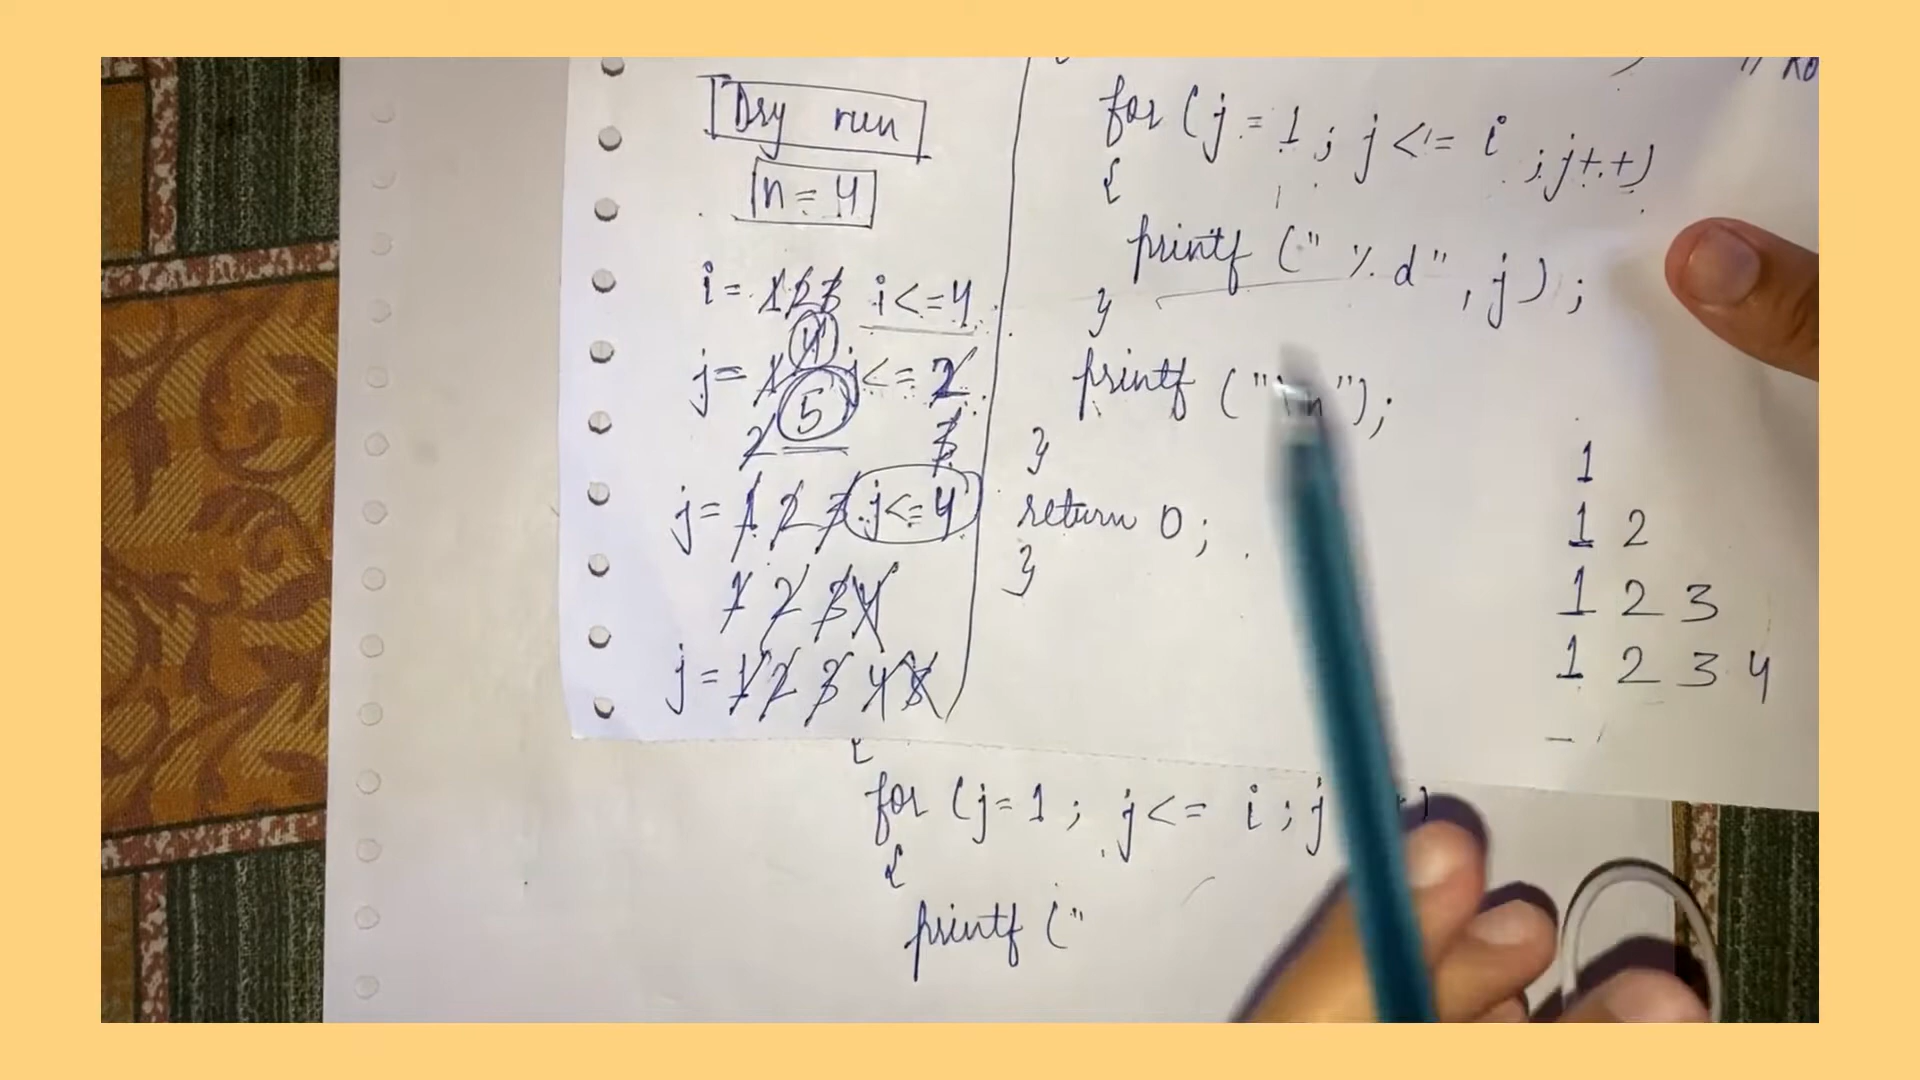 Dry run
n = 4
i = 1 2 3 i <= 4
4
j = 1 j <= 2
2 5 3
j = 1 2 3 j <= 4
1 2 3 4
j = 1 2 3 4 5
for (j = 1 ; j <= i ; j++)
{
printf (" % d" , j ) ;
}
printf ("\n");
}
return 0 ;
}
1
1 2
1 2 3
1 2 3 4
{
for (j = 1 ; j <= i ; j
{
printf ("